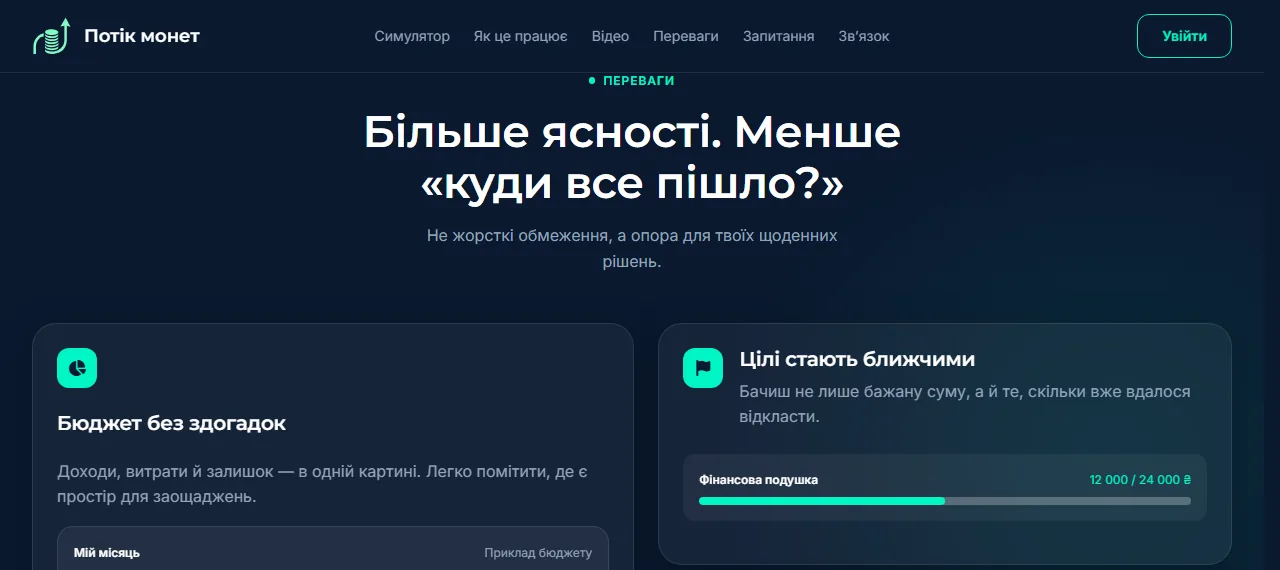 Потік монет
Симулятор
Як це працює
Відео
Переваги
Запитання
Зв’язок
Увійти
ПЕРЕВАГИ
Більше ясності. Менше
«куди все пішло?»
Не жорсткі обмеження, а опора для твоїх щоденних
рішень.
Бюджет без здогадок
Доходи, витрати й залишок — в одній картині. Легко помітити, де є
простір для заощаджень.
Мій місяць
Приклад бюджету
Цілі стають ближчими
Бачиш не лише бажану суму, а й те, скільки вже вдалося
відкласти.
Фінансова подушка
12 000 / 24 000 ₴